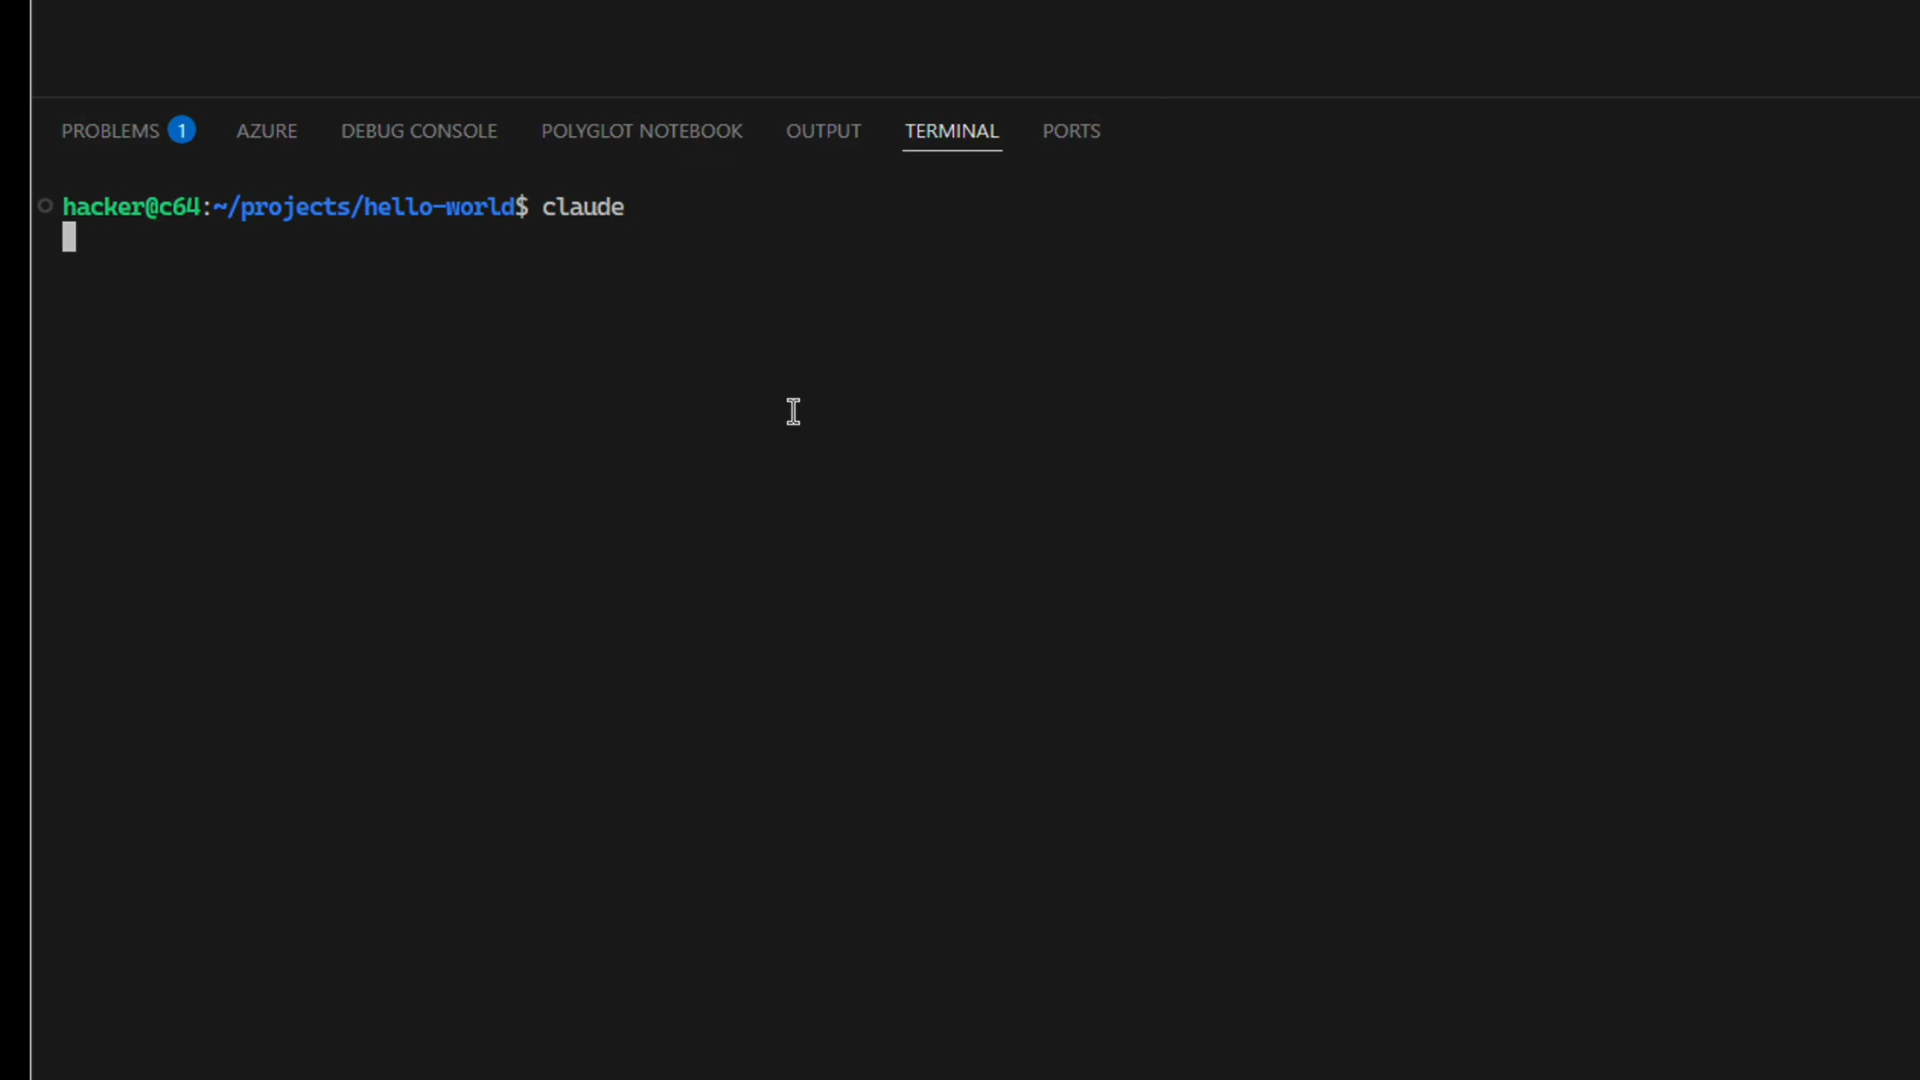 PROBLEMS 1 AZURE DEBUG CONSOLE POLYGLOT NOTEBOOK OUTPUT TERMINAL PORTS
hacker@c64:~/projects/hello-world$ claude